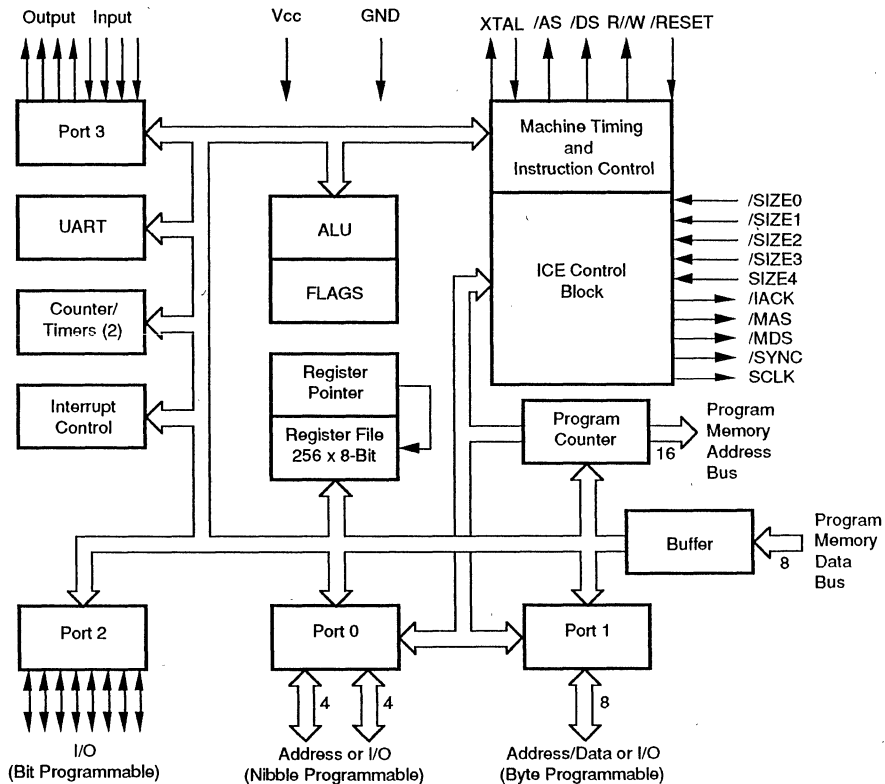 Output Input
Vcc
GND
XTAL /AS /DS R//W /RESET
Port 3
Machine Timing
and
Instruction Control
UART
ALU
FLAGS
/SIZE0
/SIZE1
/SIZE2
/SIZE3
SIZE4
/IACK
/MAS
/MDS
/SYNC
SCLK
ICE Control
Block
Counter/
Timers (2)
Interrupt
Control
Register
Pointer
Register File
256 x 8-Bit
Program
Counter
16
Program
Memory
Address
Bus
Buffer
8
Program
Memory
Data
Bus
Port 2
Port 0
Port 1
4
4
8
I/O
(Bit Programmable)
Address or I/O
(Nibble Programmable)
Address/Data or I/O
(Byte Programmable)